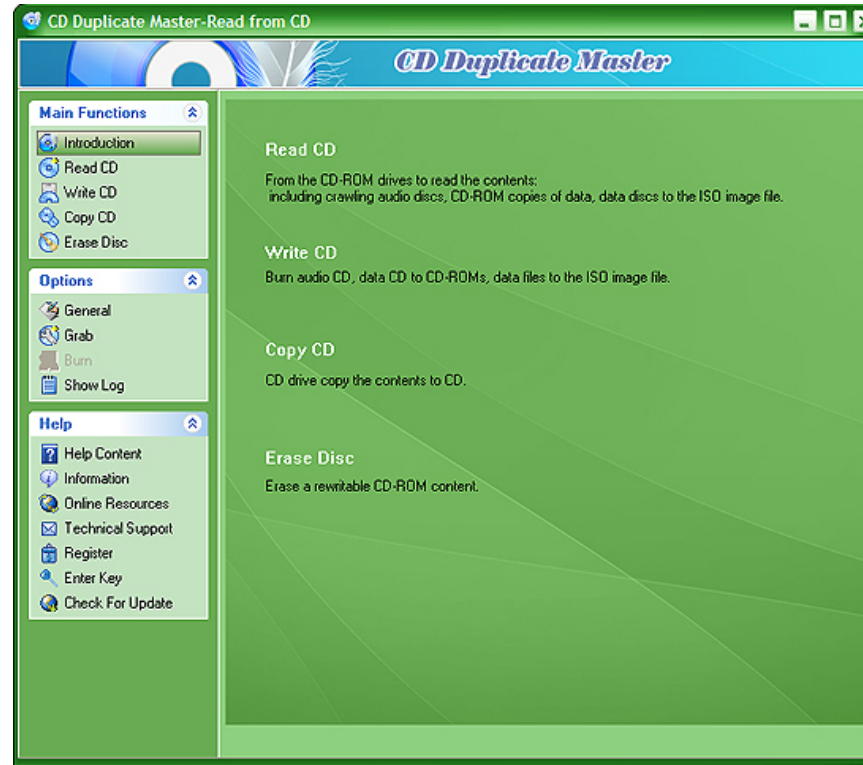 CD Duplicate Master-Read from CD
CD Duplicate Master
Main Functions
Introduction
Read CD
Write CD
Copy CD
Erase Disc
Options
General
Grab
Burn
Show Log
Help
Help Content
Information
Online Resources
Technical Support
Register
Enter Key
Check For Update
Read CD
From the CD-ROM drives to read the contents:
including crawling audio discs, CD-ROM copies of data, data discs to the ISO image file.
Write CD
Burn audio CD, data CD to CD-ROMs, data files to the ISO image file.
Copy CD
CD drive copy the contents to CD.
Erase Disc
Erase a rewritable CD-ROM content.